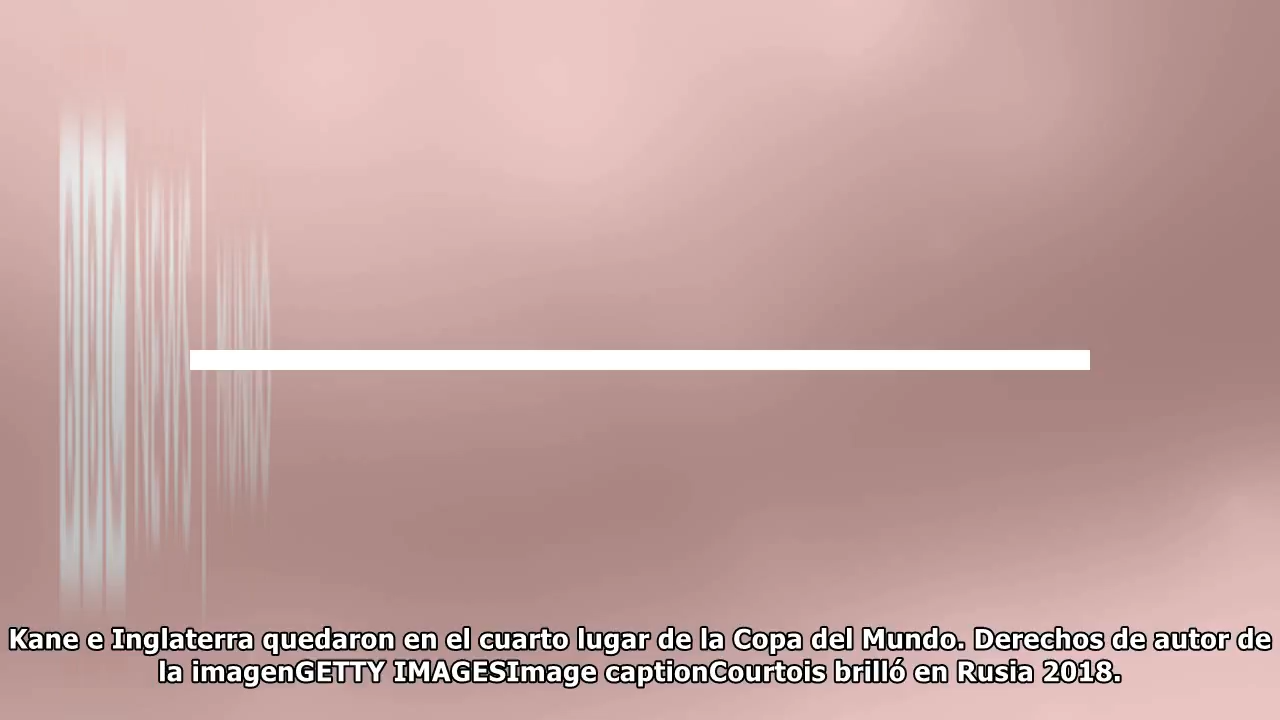 Kane e Inglaterra quedaron en el cuarto lugar de la Copa del Mundo. Derechos de autor de
la imagenGETTY IMAGESImage captionCourtois brilló en Rusia 2018.